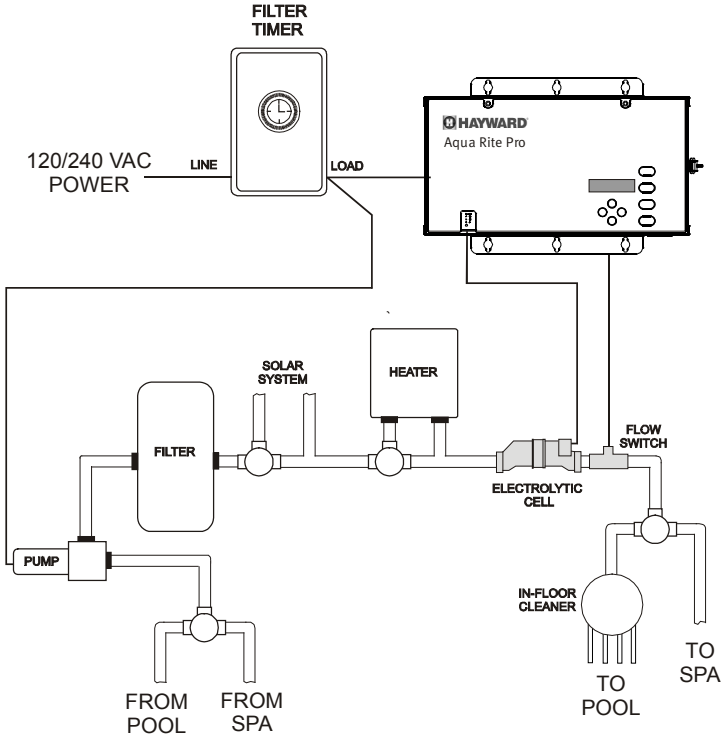 FILTER
TIMER
HAYWARD
Aqua Rite Pro
120/240 VAC
POWER
LINE
LOAD
SOLAR
SYSTEM
HEATER
FILTER
FLOW
SWITCH
ELECTROLYTIC
CELL
PUMP
IN-FLOOR
CLEANER
TO
SPA
TO
POOL
FROM
POOL
FROM
SPA